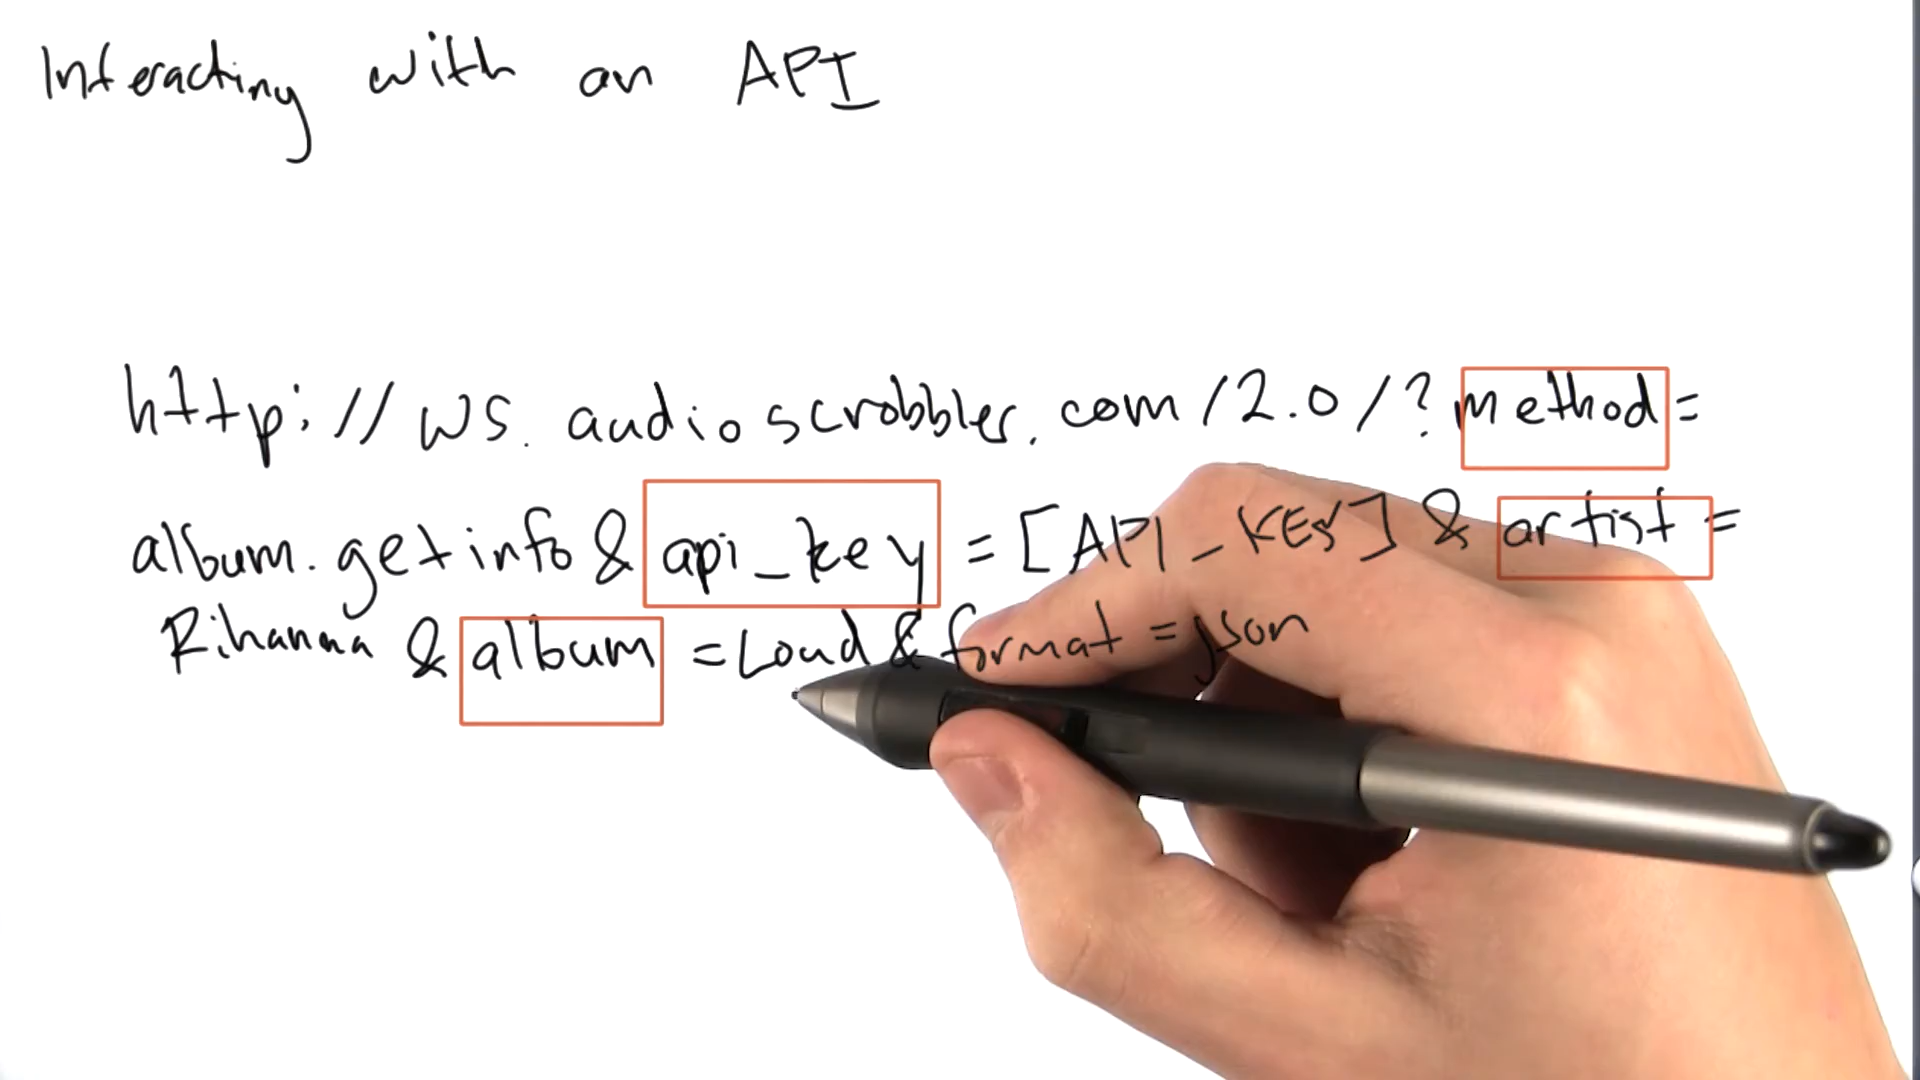 Interacting with an API
http://ws.audioscrobbler.com/2.0/?method=
album.getinfo&api_key=[API_KEY]&artist=
Rihanna&album=Loud&format=json